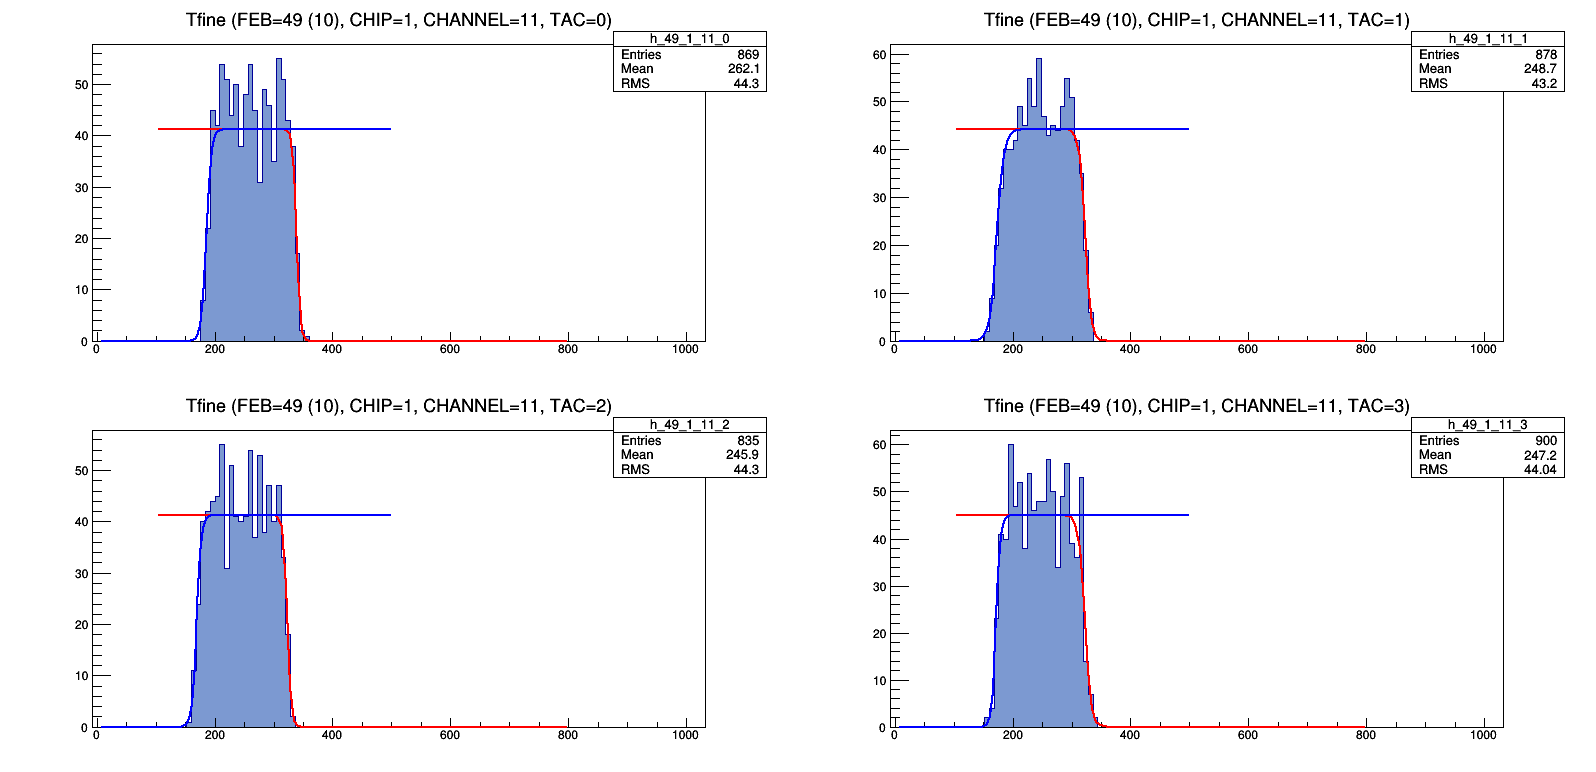 Tfine (FEB=49 (10), CHIP=1, CHANNEL=11, TAC=0)
h_49_1_11_0
Entries 869
Mean 262.1
RMS 44.3
50
40
30
20
10
0
0 200 400 600 800 1000
Tfine (FEB=49 (10), CHIP=1, CHANNEL=11, TAC=1)
h_49_1_11_1
Entries 878
Mean 248.7
RMS 43.2
60
50
40
30
20
10
0
0 200 400 600 800 1000
Tfine (FEB=49 (10), CHIP=1, CHANNEL=11, TAC=2)
h_49_1_11_2
Entries 835
Mean 245.9
RMS 44.3
50
40
30
20
10
0
0 200 400 600 800 1000
Tfine (FEB=49 (10), CHIP=1, CHANNEL=11, TAC=3)
h_49_1_11_3
Entries 900
Mean 247.2
RMS 44.04
60
50
40
30
20
10
0
0 200 400 600 800 1000